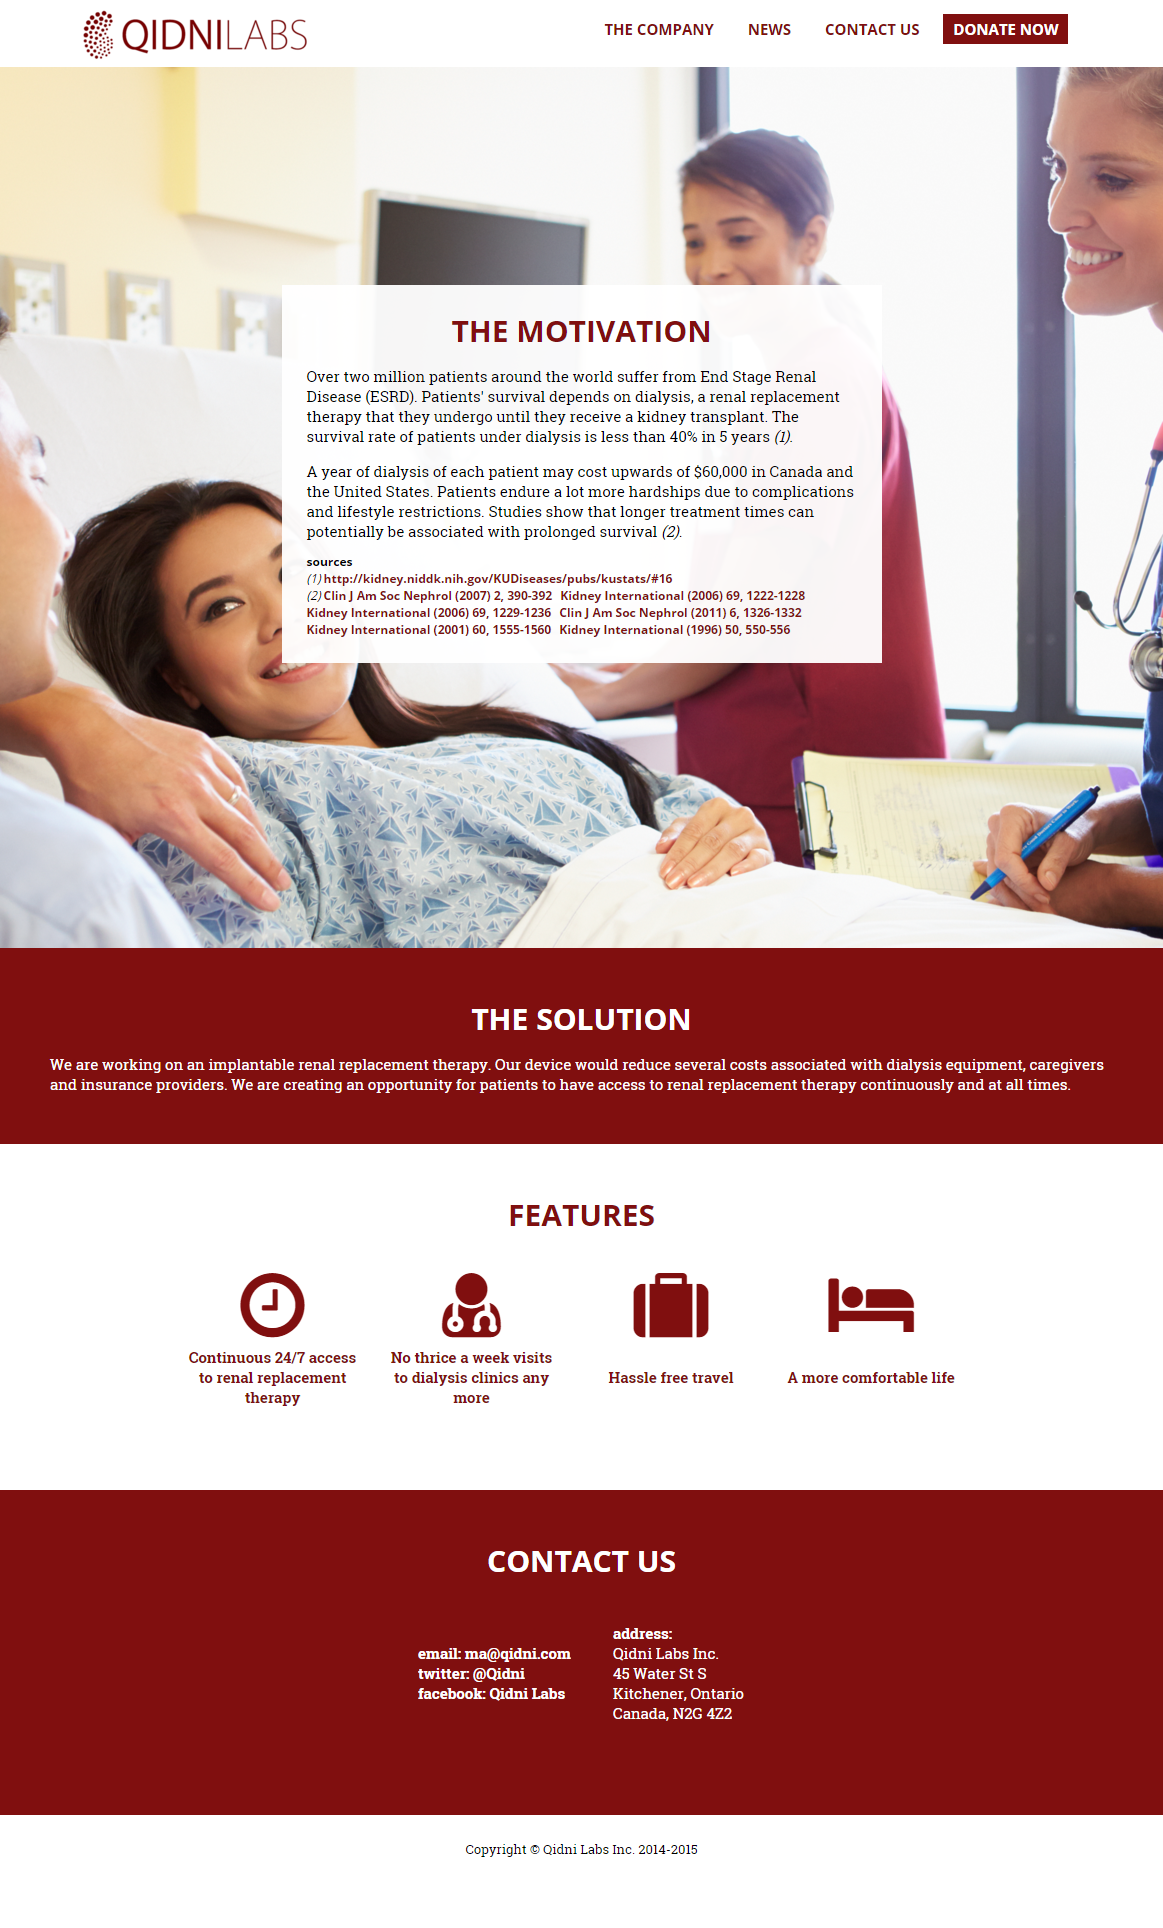 QIDNILABS
THE COMPANY NEWS CONTACT US DONATE NOW
THE MOTIVATION
Over two million patients around the world suffer from End Stage Renal
Disease (ESRD). Patients' survival depends on dialysis, a renal replacement
therapy that they undergo until they receive a kidney transplant. The
survival rate of patients under dialysis is less than 40% in 5 years (1).
A year of dialysis of each patient may cost upwards of $60,000 in Canada and
the United States. Patients endure a lot more hardships due to complications
and lifestyle restrictions. Studies show that longer treatment times can
potentially be associated with prolonged survival (2).
sources
(1) http://kidney.niddk.nih.gov/KUDiseases/pubs/kustats/#16
(2) Clin J Am Soc Nephrol (2007) 2, 390-392 Kidney International (2006) 69, 1222-1228
Kidney International (2006) 69, 1229-1236 Clin J Am Soc Nephrol (2011) 6, 1326-1332
Kidney International (2001) 60, 1555-1560 Kidney International (1996) 50, 550-556
THE SOLUTION
We are working on an implantable renal replacement therapy. Our device would reduce several costs associated with dialysis equipment, caregivers
and insurance providers. We are creating an opportunity for patients to have access to renal replacement therapy continuously and at all times.
FEATURES
Continuous 24/7 access
to renal replacement
therapy
No thrice a week visits
to dialysis clinics any
more
Hassle free travel
A more comfortable life
CONTACT US
email: ma@qidni.com
twitter: @Qidni
facebook: Qidni Labs
address:
Qidni Labs Inc.
45 Water St S
Kitchener, Ontario
Canada, N2G 4Z2
Copyright © Qidni Labs Inc. 2014-2015